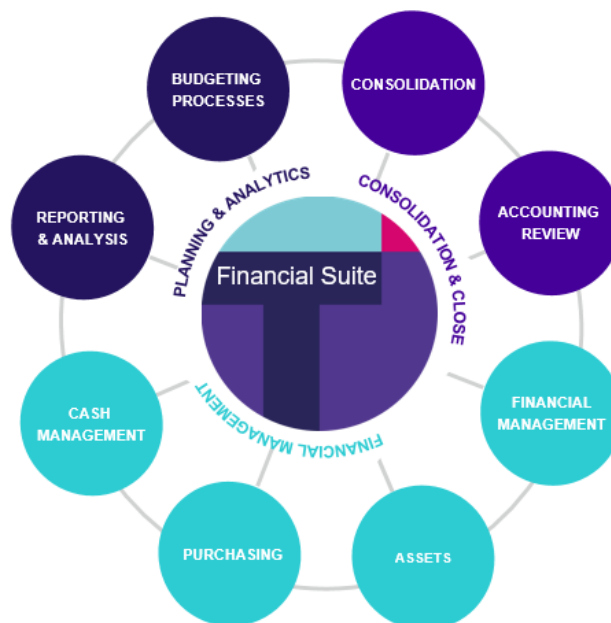 BUDGETING
PROCESSES
CONSOLIDATION
REPORTING
& ANALYSIS
ACCOUNTING
REVIEW
PLANNING & ANALYTICS
CONSOLIDATION & CLOSE
Financial Suite
FINANCIAL MANAGEMENT
CASH
MANAGEMENT
FINANCIAL
MANAGEMENT
PURCHASING
ASSETS